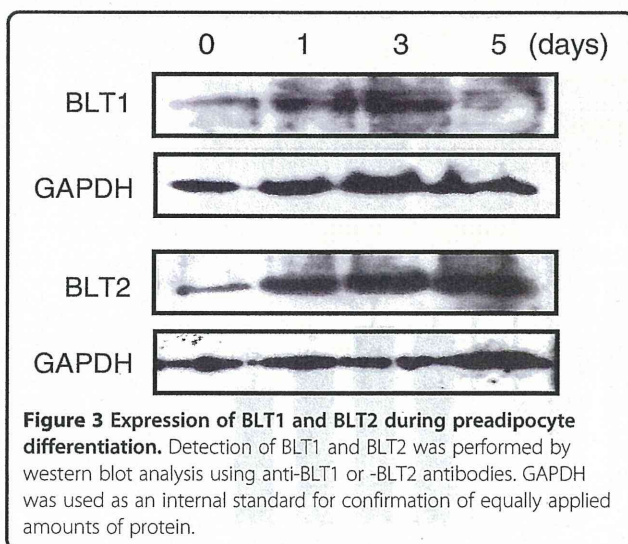 0 1 3 5 (days)
BLT1
GAPDH
BLT2
GAPDH
Figure 3 Expression of BLT1 and BLT2 during preadipocyte
differentiation. Detection of BLT1 and BLT2 was performed by
western blot analysis using anti-BLT1 or -BLT2 antibodies. GAPDH
was used as an internal standard for confirmation of equally applied
amounts of protein.